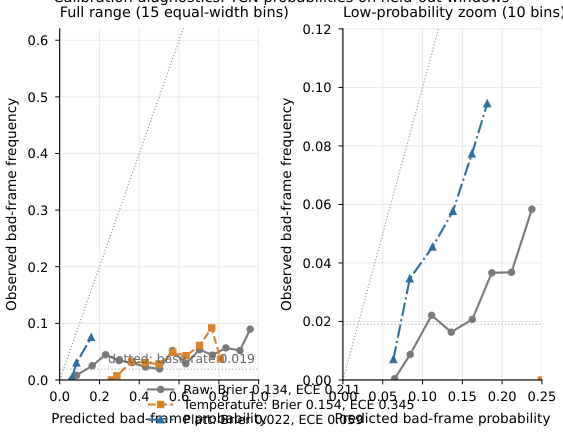 Calibration diagnostics: TCN probabilities on held-out windows
Full range (15 equal-width bins)
Low-probability zoom (10 bins)
Observed bad-frame frequency
0.6
0.5
0.4
0.3
0.2
0.1
0.0
dotted: base rate 0.019
0.0 0.2 0.4 0.6 0.8 1.0
Predicted bad-frame probability
Observed bad-frame frequency
0.12
0.10
0.08
0.06
0.04
0.02
0.00
0.00 0.05 0.10 0.15 0.20 0.25
Predicted bad-frame probability
Raw: Brier 0.134, ECE 0.211
Temperature: Brier 0.154, ECE 0.345
Platt: Brier 0.022, ECE